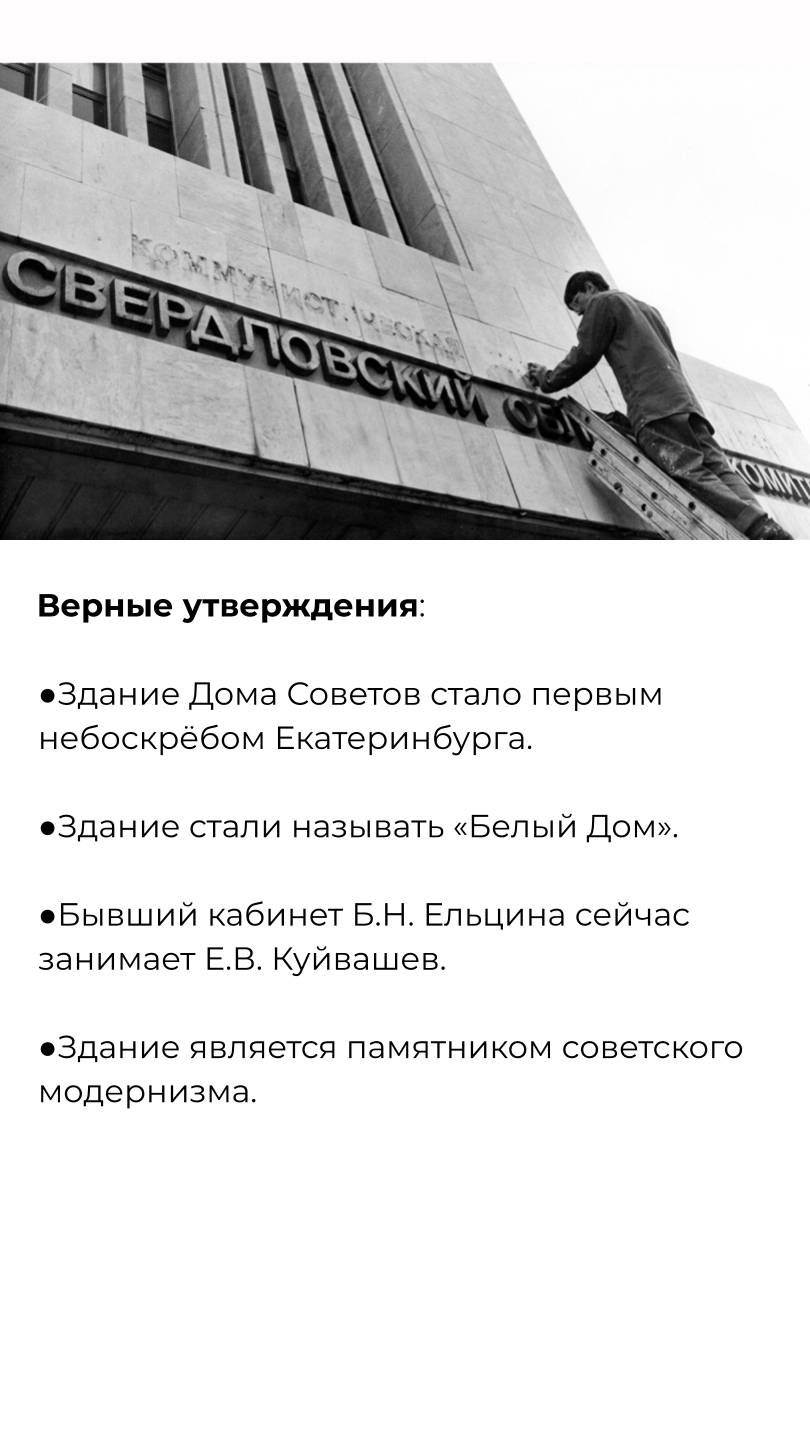 КОММУНИСТИЧЕСКАЯ
СВЕРДЛОВСКИЙ
Верные утверждения:
●Здание Дома Советов стало первым
небоскрёбом Екатеринбурга.
●Здание стали называть «Белый Дом».
●Бывший кабинет Б.Н. Ельцина сейчас
занимает Е.В. Куйвашев.
●Здание является памятником советского
модернизма.